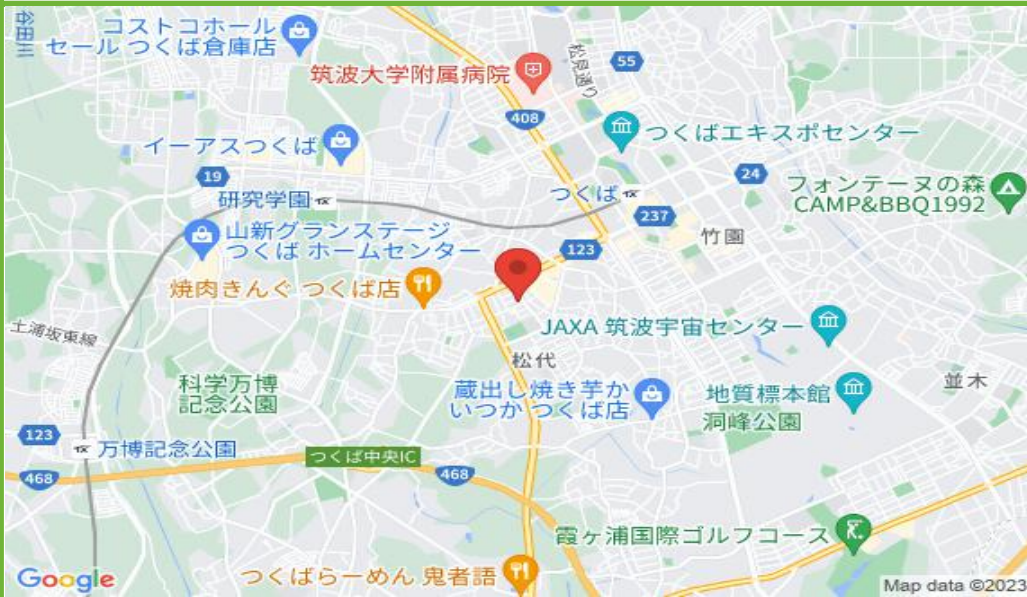 谷田川
コストコホール
セール つくば倉庫店
筑波大学附属病院
松見通り
55
408
つくばエキスポセンター
イーアスつくば
19
研究学園
つくば
24
フォンテーヌの森
CAMP&BBQ1992
237
竹園
山新グランステージ
つくば ホームセンター
123
焼肉きんぐ つくば店
土浦坂東線
JAXA 筑波宇宙センター
松代
科学万博
記念公園
蔵出し焼き芋か
いつか つくば店
地質標本館
洞峰公園
並木
123
万博記念公園
つくば中央IC
468
468
霞ヶ浦国際ゴルフコース
つくばらーめん 鬼者語
Google
Map data ©2023